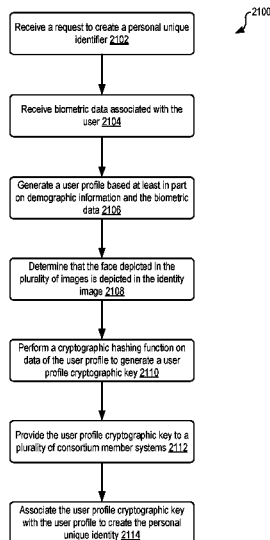 2100
Receive a request to create a personal unique
identifier 2102
Receive biometric data associated with the
user 2104
Generate a user profile based at least in part
on demographic information and the biometric
data 2106
Determine that the face depicted in the
plurality of images is depicted in the identity
image 2108
Perform a cryptographic hashing function on
data of the user profile to generate a user
profile cryptographic key 2110
Provide the user profile cryptographic key to a
plurality of consortium member systems 2112
Associate the user profile cryptographic key
with the user profile to create the personal
unique identity 2114